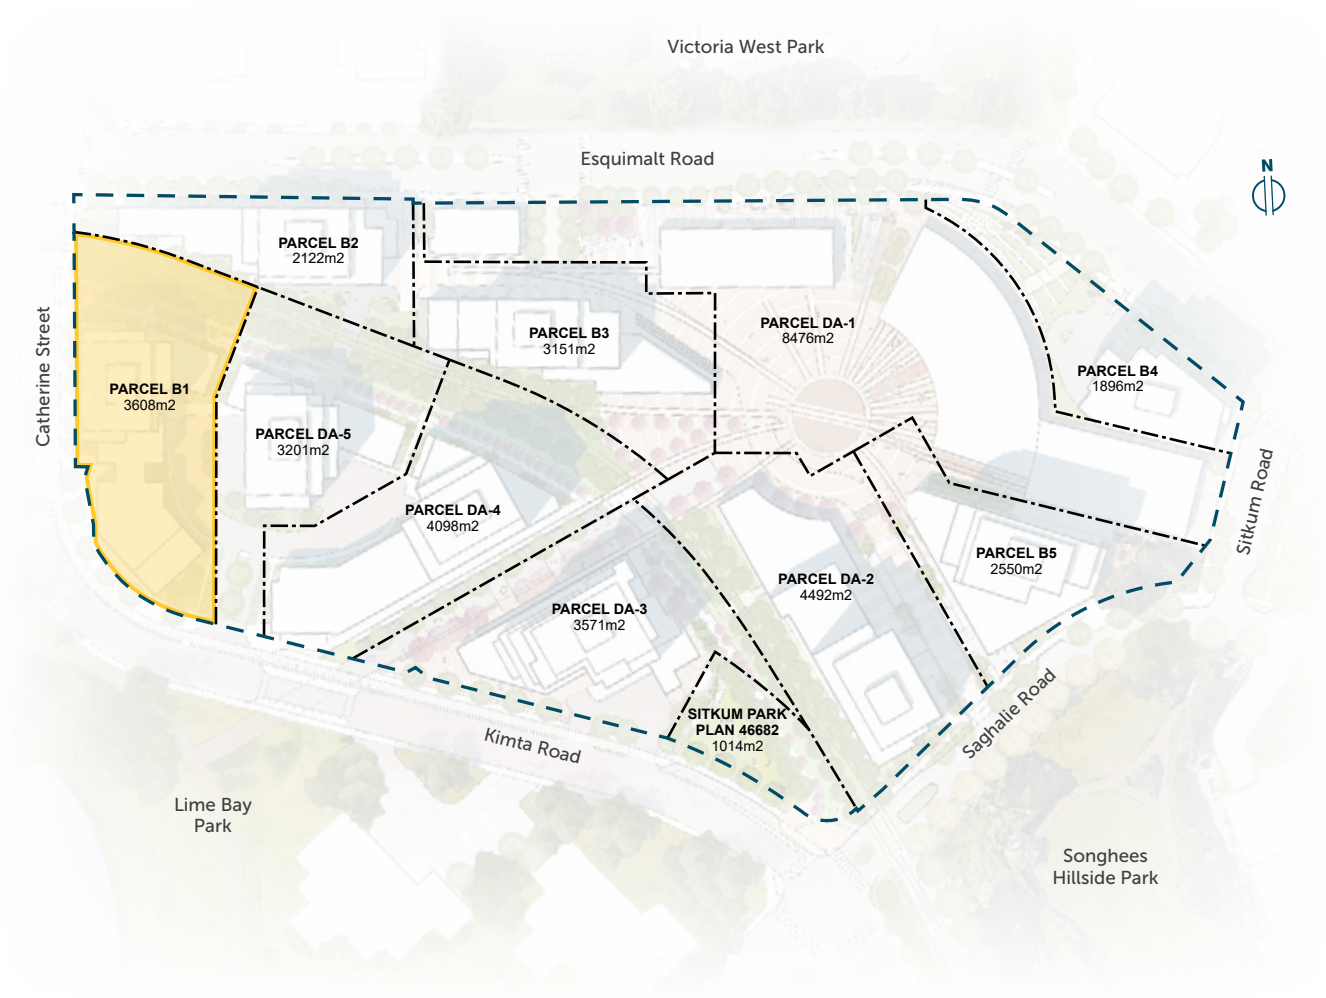 Victoria West Park
Esquimalt Road
N
PARCEL B2
2122m2
PARCEL B3
3151m2
PARCEL DA-1
8476m2
PARCEL B4
1896m2
Catherine Street
PARCEL B1
3608m2
PARCEL DA-5
3201m2
PARCEL DA-4
4098m2
Sitkum Road
PARCEL B5
2550m2
PARCEL DA-2
4492m2
PARCEL DA-3
3571m2
SITKUM PARK
PLAN 46682
1014m2
Saghalie Road
Kimta Road
Lime Bay
Park
Songhees
Hillside Park